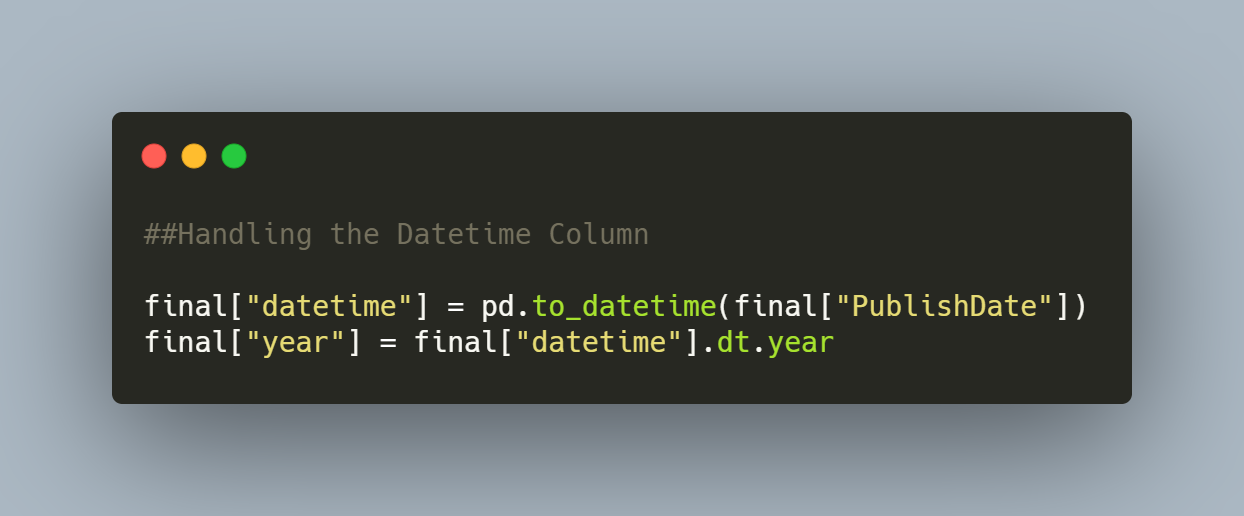 ##Handling the Datetime Column
final["datetime"] = pd.to_datetime(final["PublishDate"])
final["year"] = final["datetime"].dt.year